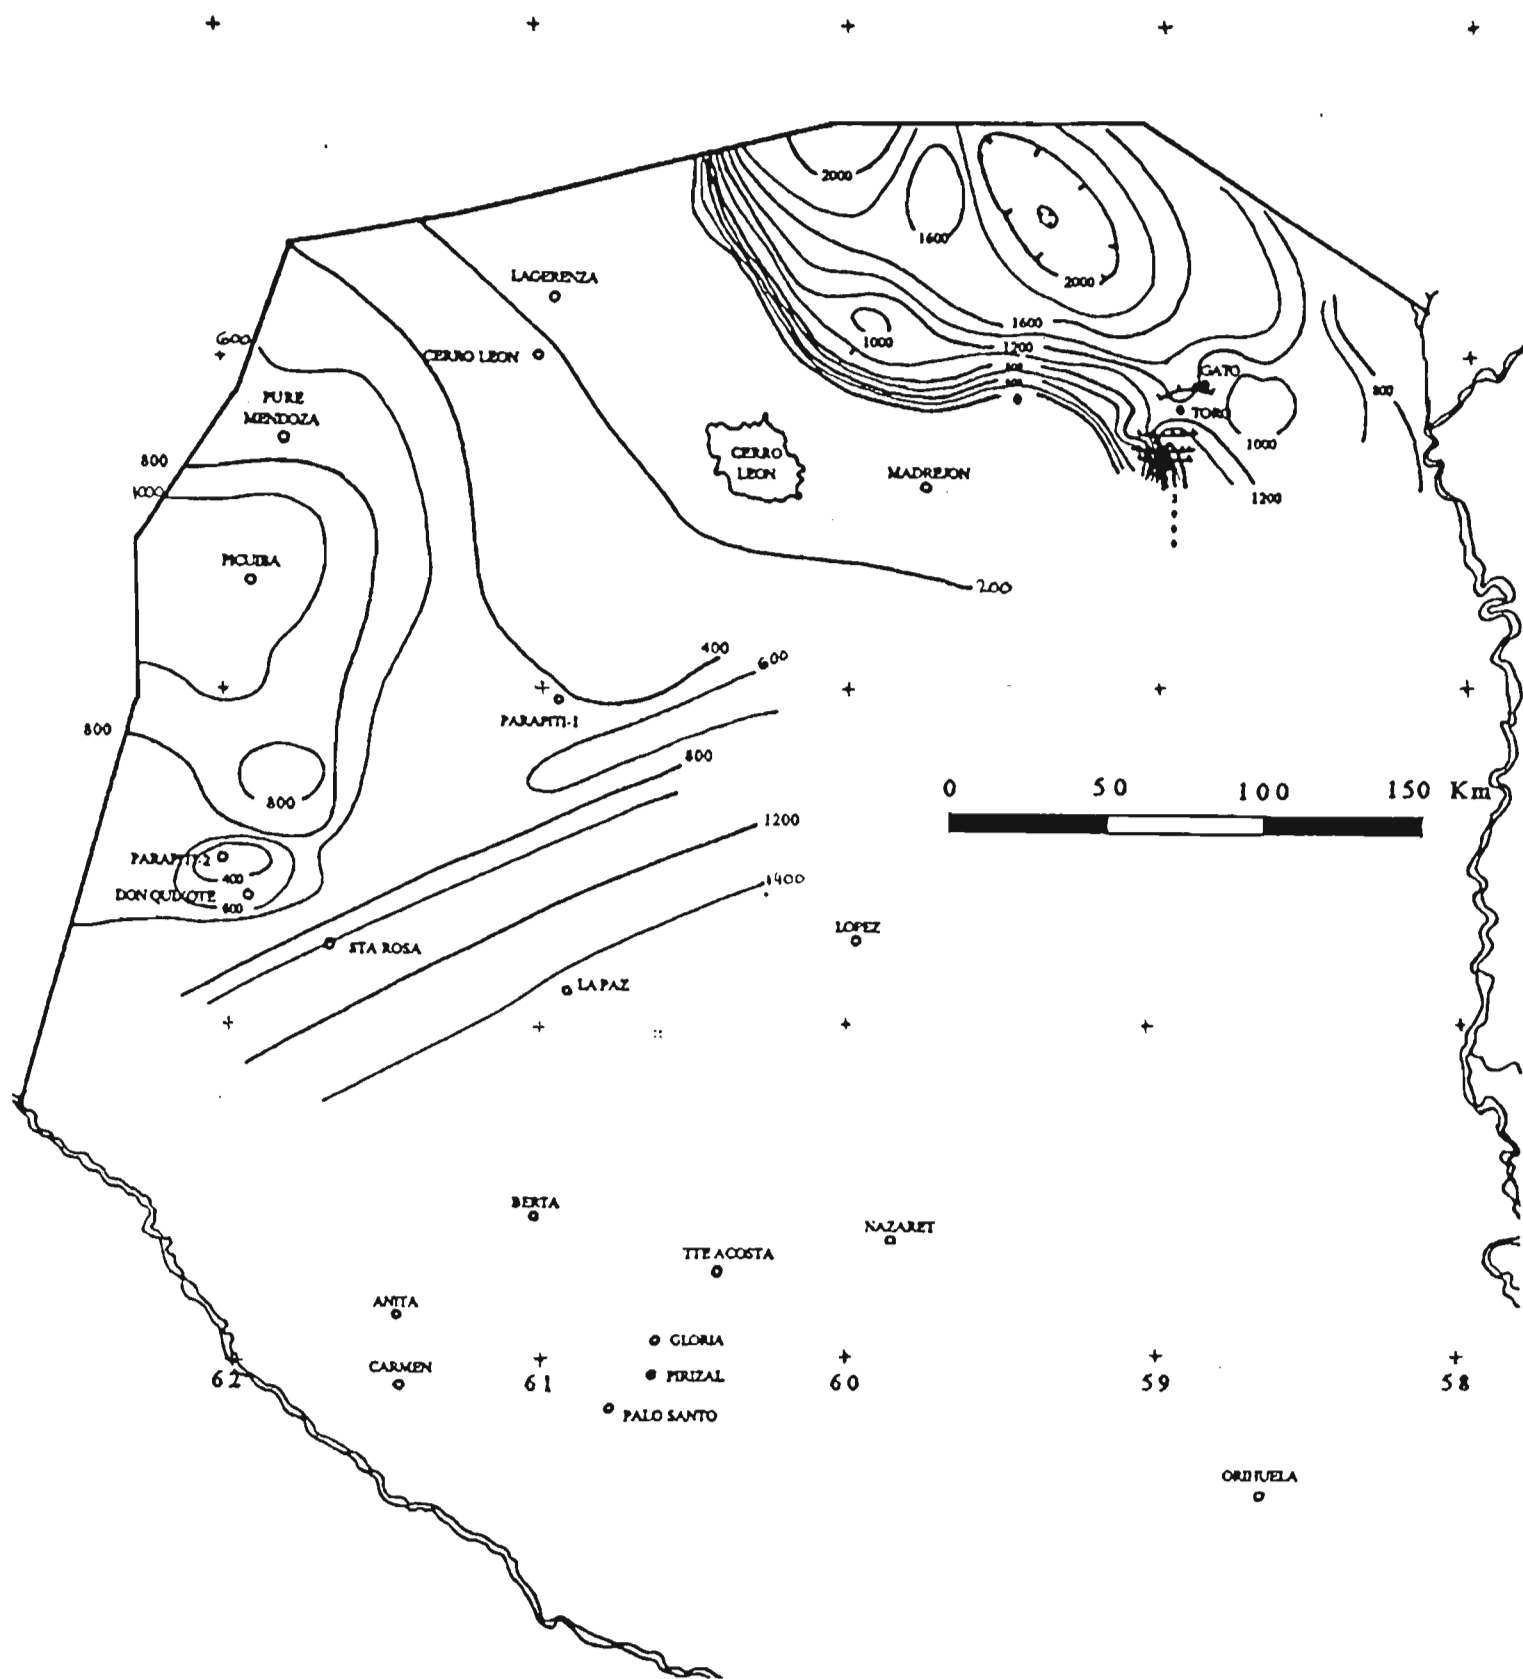 2000
1600
2000
LAGERENZA
1600
1000
1200
600
CERRO LEON
GATO
800
PURE
MENDOZA
TORO
1000
CERRO
LEON
800
MADREJON
1000
1200
PICUIBA
200
400
600
PARAPITI-1
800
800
0 50 100 150 Km
800
1200
PARAPITI-2
400
1400
DON QUIXOTE
600
LOPEZ
STA ROSA
LA PAZ
BERTA
NAZARET
TTE ACOSTA
ANITA
GLORIA
CARMEN
PIRIZAL
62 61 60 59 58
PALO SANTO
ORIHUELA